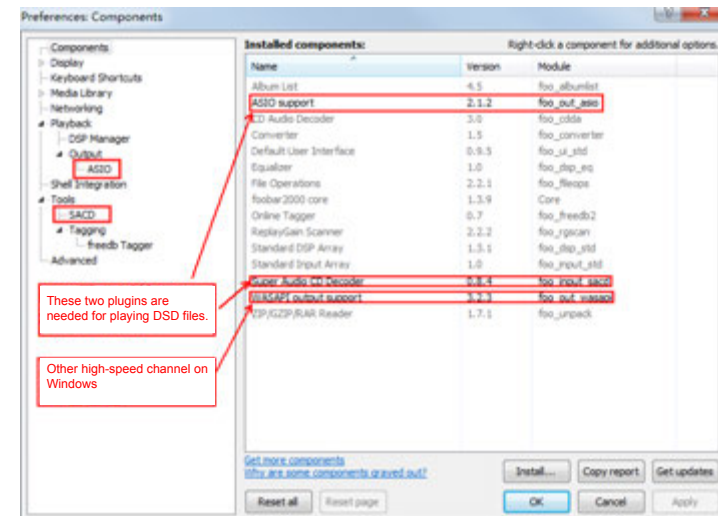 Preferences: Components
Components
Display
Keyboard Shortcuts
Media Library
Networking
Playback
DSP Manager
Output
ASIO
Shell Integration
Tools
SACD
Tagging
freedb Tagger
Advanced
These two plugins are
needed for playing DSD files.
Other high-speed channel on
Windows
Installed components: Right-click a component for additional options.
Name Version Module
Album List 4.5 foo_albumlist
ASIO support 2.1.2 foo_out_asio
CD Audio Decoder 3.0 foo_cdda
Converter 1.5 foo_converter
Default User Interface 0.9.5 foo_ui_std
Equalizer 1.0 foo_dsp_eq
File Operations 2.2.1 foo_fileops
foobar2000 core 1.3.9 Core
Online Tagger 0.7 foo_freedb2
ReplayGain Scanner 2.2.2 foo_rgscan
Standard DSP Array 1.3.1 foo_dsp_std
Standard Input Array 1.0 foo_input_std
Super Audio CD Decoder 0.8.4 foo_input_sacd
WASAPI output support 3.2.3 foo_out_wasapi
ZIP/GZIP/RAR Reader 1.7.1 foo_unpack
Get more components
Why are some components grayed out?
Install... Copy report Get updates
Reset all Reset page OK Cancel Apply